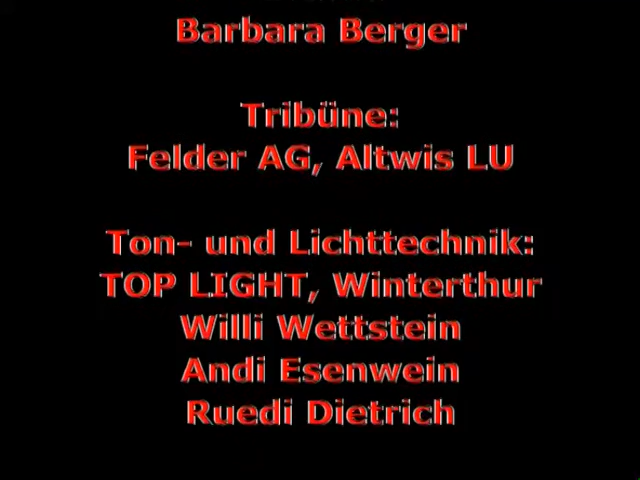 Barbara Berger
Tribüne:
Felder AG, Altwis LU
Ton- und Lichttechnik:
TOP LIGHT, Winterthur
Willi Wettstein
Andi Esenwein
Ruedi Dietrich